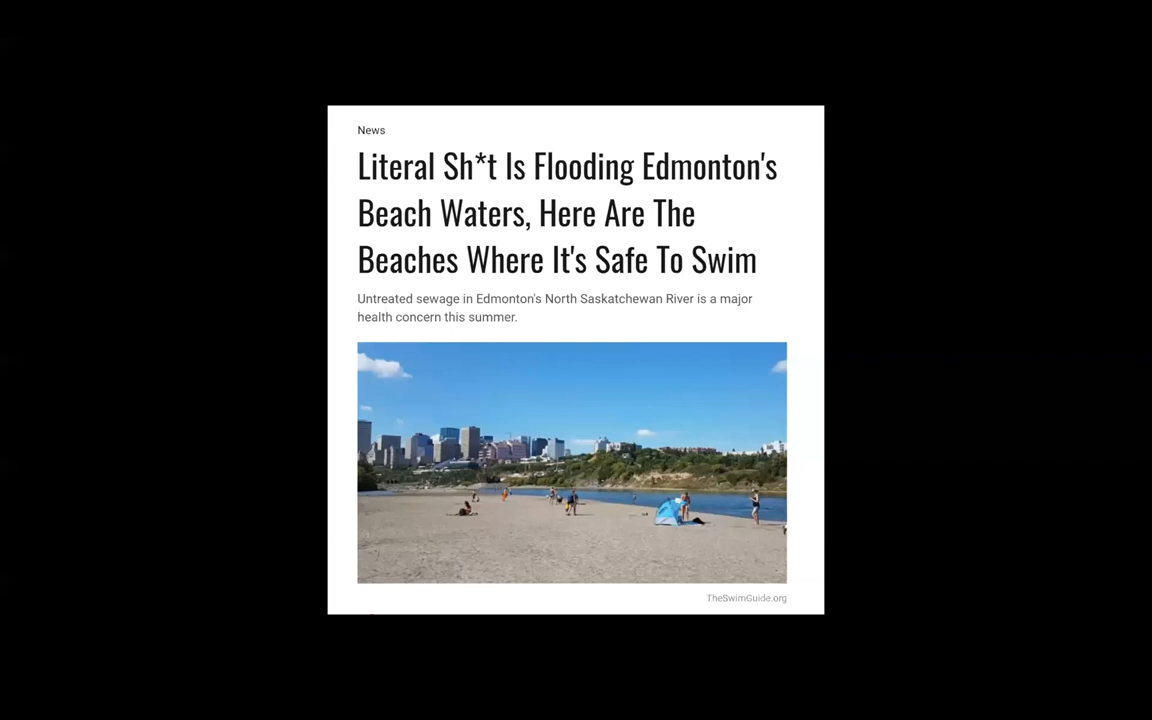 News
Literal Sh*t Is Flooding Edmonton's
Beach Waters, Here Are The
Beaches Where It's Safe To Swim
Untreated sewage in Edmonton's North Saskatchewan River is a major
health concern this summer.
TheSwimGuide.org